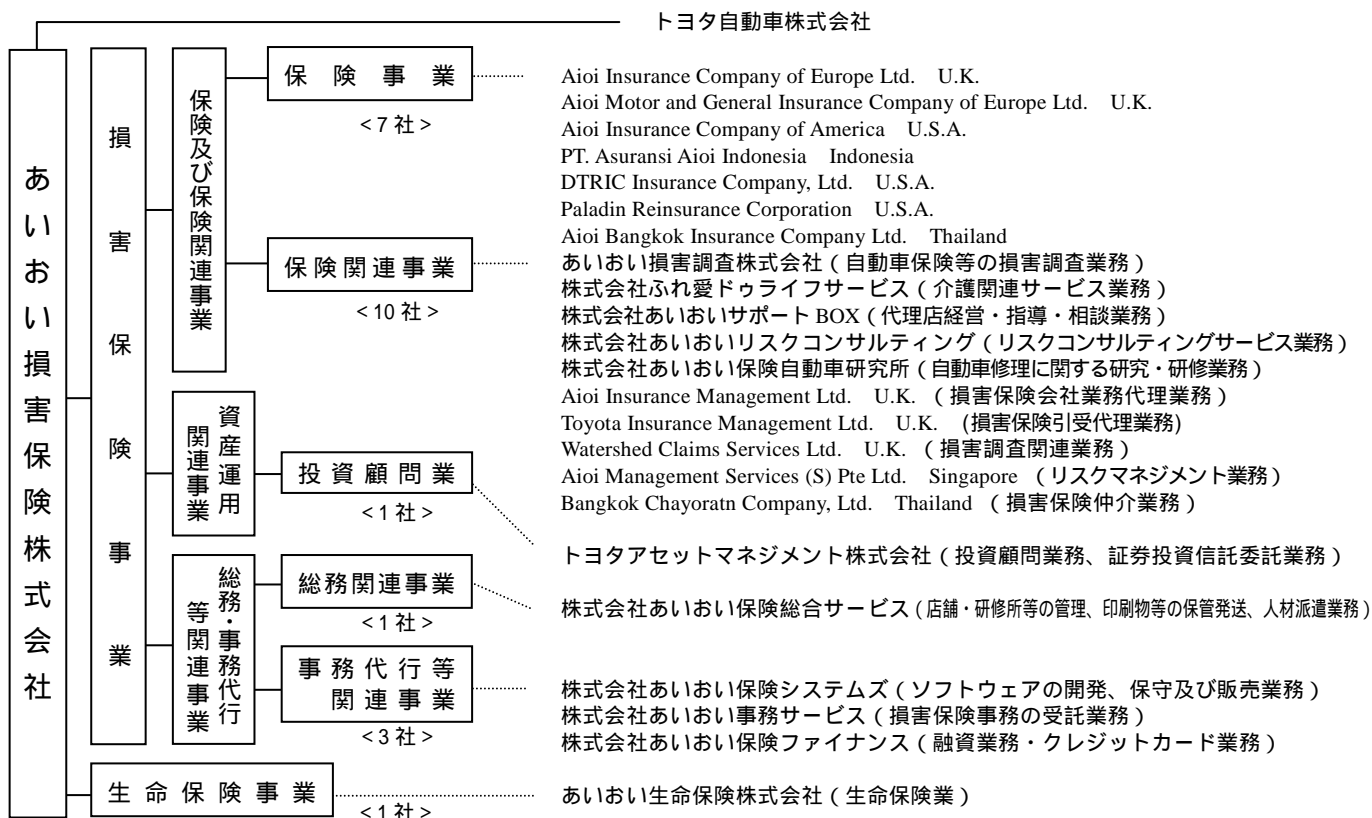 トヨタ自動車株式会社
あいおい損害保険株式会社
損害保険事業
保険及び保険関連事業
保険事業
<7社>
Aioi Insurance Company of Europe Ltd. U.K.
Aioi Motor and General Insurance Company of Europe Ltd. U.K.
Aioi Insurance Company of America U.S.A.
PT. Asuransi Aioi Indonesia Indonesia
DTRIC Insurance Company, Ltd. U.S.A.
Paladin Reinsurance Corporation U.S.A.
Aioi Bangkok Insurance Company Ltd. Thailand
保険関連事業
<10社>
あいおい損害調査株式会社(自動車保険等の損害調査業務)
株式会社ふれ愛ドゥライフサービス(介護関連サービス業務)
株式会社あいおいサポートBOX(代理店経営・指導・相談業務)
株式会社あいおいリスクコンサルティング(リスクコンサルティングサービス業務)
株式会社あいおい保険自動車研究所(自動車修理に関する研究・研修業務)
Aioi Insurance Management Ltd. U.K. (損害保険会社業務代理業務)
Toyota Insurance Management Ltd. U.K. (損害保険引受代理業務)
Watershed Claims Services Ltd. U.K. (損害調査関連業務)
Aioi Management Services (S) Pte Ltd. Singapore (リスクマネジメント業務)
Bangkok Chayoratn Company, Ltd. Thailand (損害保険仲介業務)
資産運用
関連事業
投資顧問業
<1社>
トヨタアセットマネジメント株式会社(投資顧問業務、証券投資信託委託業務)
総務・事務代行
等関連事業
総務関連事業
<1社>
株式会社あいおい保険総合サービス(店舗・研修所等の管理、印刷物等の保管発送、人材派遣業務)
事務代行等
関連事業
<3社>
株式会社あいおい保険システムズ(ソフトウェアの開発、保守及び販売業務)
株式会社あいおい事務サービス(損害保険事務の受託業務)
株式会社あいおい保険ファイナンス(融資業務・クレジットカード業務)
生命保険事業
<1社>
あいおい生命保険株式会社(生命保険業)